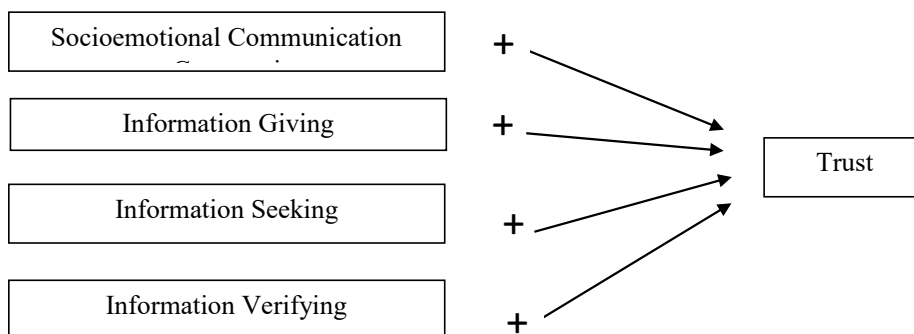 Socioemotional Communication
+
Information Giving
+
Trust
Information Seeking
+
Information Verifying
+